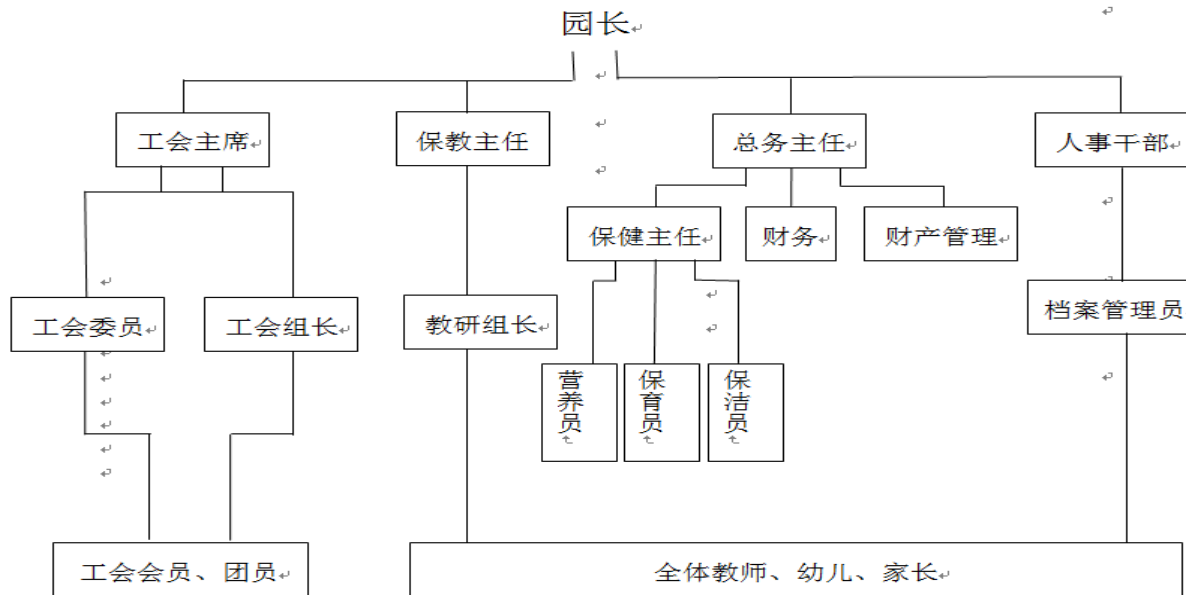 园长
工会主席
保教主任
总务主任
人事干部
保健主任
财务
财产管理
工会委员
工会组长
教研组长
档案管理员
营养员
保育员
保洁员
工会会员、团员
全体教师、幼儿、家长